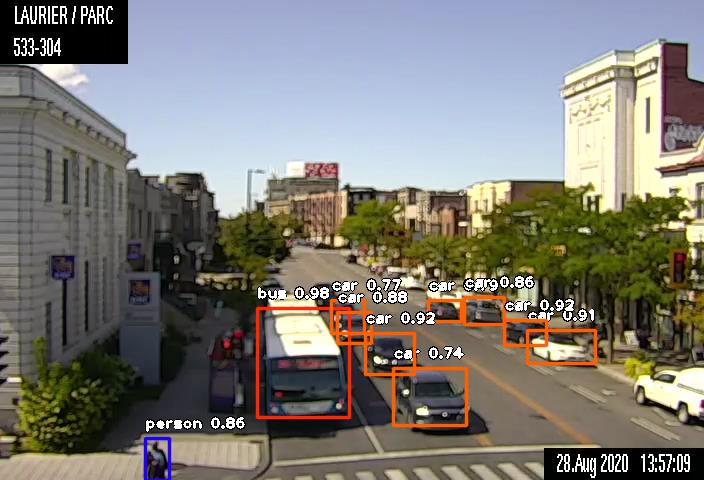 LAURIER / PARC
533-304
car 0.77
car 0.86
bus 0.98
car 0.88
car 0.92
car 0.92
car 0.91
car 0.74
person 0.86
28.Aug 2020 13:57:09